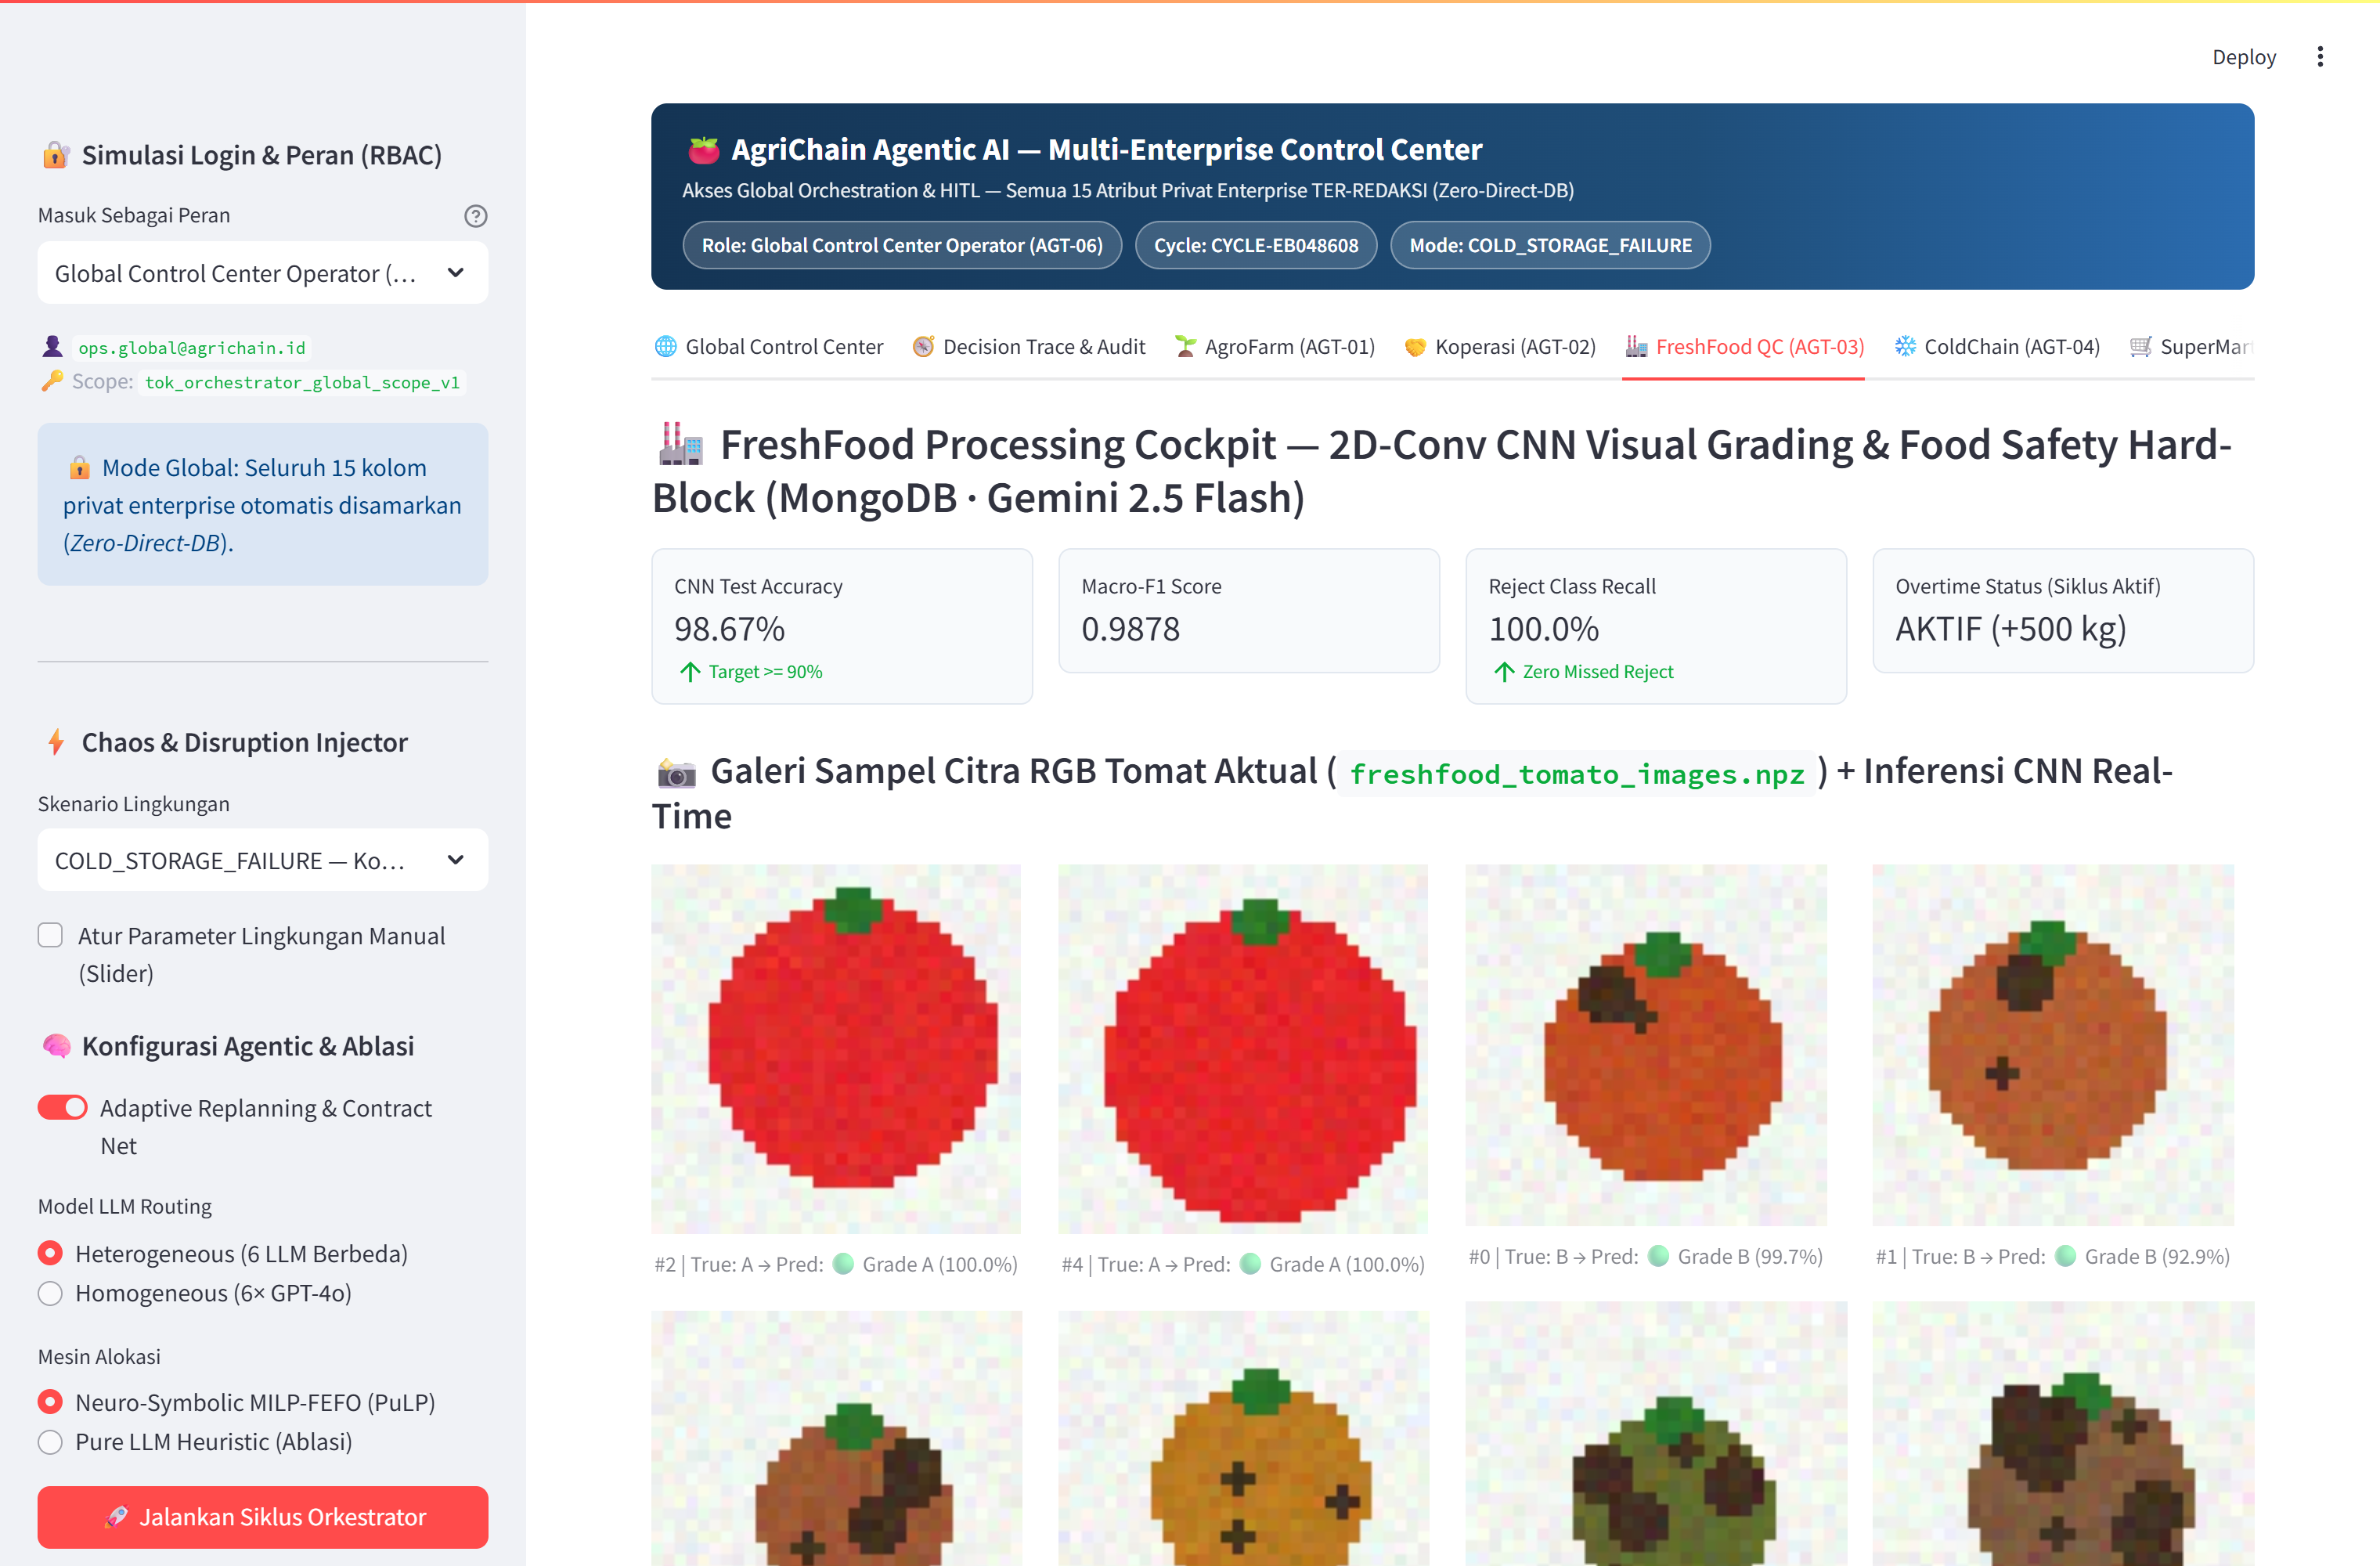 Deploy
Simulasi Login & Peran (RBAC)
Masuk Sebagai Peran
Global Control Center Operator (...
ops.global@agrichain.id
Scope: tok_orchestrator_global_scope_v1
Mode Global: Seluruh 15 kolom
privat enterprise otomatis disamarkan
(Zero-Direct-DB).
Chaos & Disruption Injector
Skenario Lingkungan
COLD_STORAGE_FAILURE — Ko...
Atur Parameter Lingkungan Manual
(Slider)
Konfigurasi Agentic & Ablasi
Adaptive Replanning & Contract
Net
Model LLM Routing
Heterogeneous (6 LLM Berbeda)
Homogeneous (6× GPT-4o)
Mesin Alokasi
Neuro-Symbolic MILP-FEFO (PuLP)
Pure LLM Heuristic (Ablasi)
Jalankan Siklus Orkestrator
AgriChain Agentic AI — Multi-Enterprise Control Center
Akses Global Orchestration & HITL — Semua 15 Atribut Privat Enterprise TER-REDAKSI (Zero-Direct-DB)
Role: Global Control Center Operator (AGT-06) Cycle: CYCLE-EB048608 Mode: COLD_STORAGE_FAILURE
Global Control Center Decision Trace & Audit AgroFarm (AGT-01) Koperasi (AGT-02) FreshFood QC (AGT-03) ColdChain (AGT-04) SuperMar
FreshFood Processing Cockpit — 2D-Conv CNN Visual Grading & Food Safety Hard-
Block (MongoDB · Gemini 2.5 Flash)
CNN Test Accuracy
98.67%
Target >= 90%
Macro-F1 Score
0.9878
Reject Class Recall
100.0%
Zero Missed Reject
Overtime Status (Siklus Aktif)
AKTIF (+500 kg)
Galeri Sampel Citra RGB Tomat Aktual ( freshfood_tomato_images.npz ) + Inferensi CNN Real-
Time
#2 | True: A → Pred: Grade A (100.0%)
#4 | True: A → Pred: Grade A (100.0%)
#0 | True: B → Pred: Grade B (99.7%)
#1 | True: B → Pred: Grade B (92.9%)